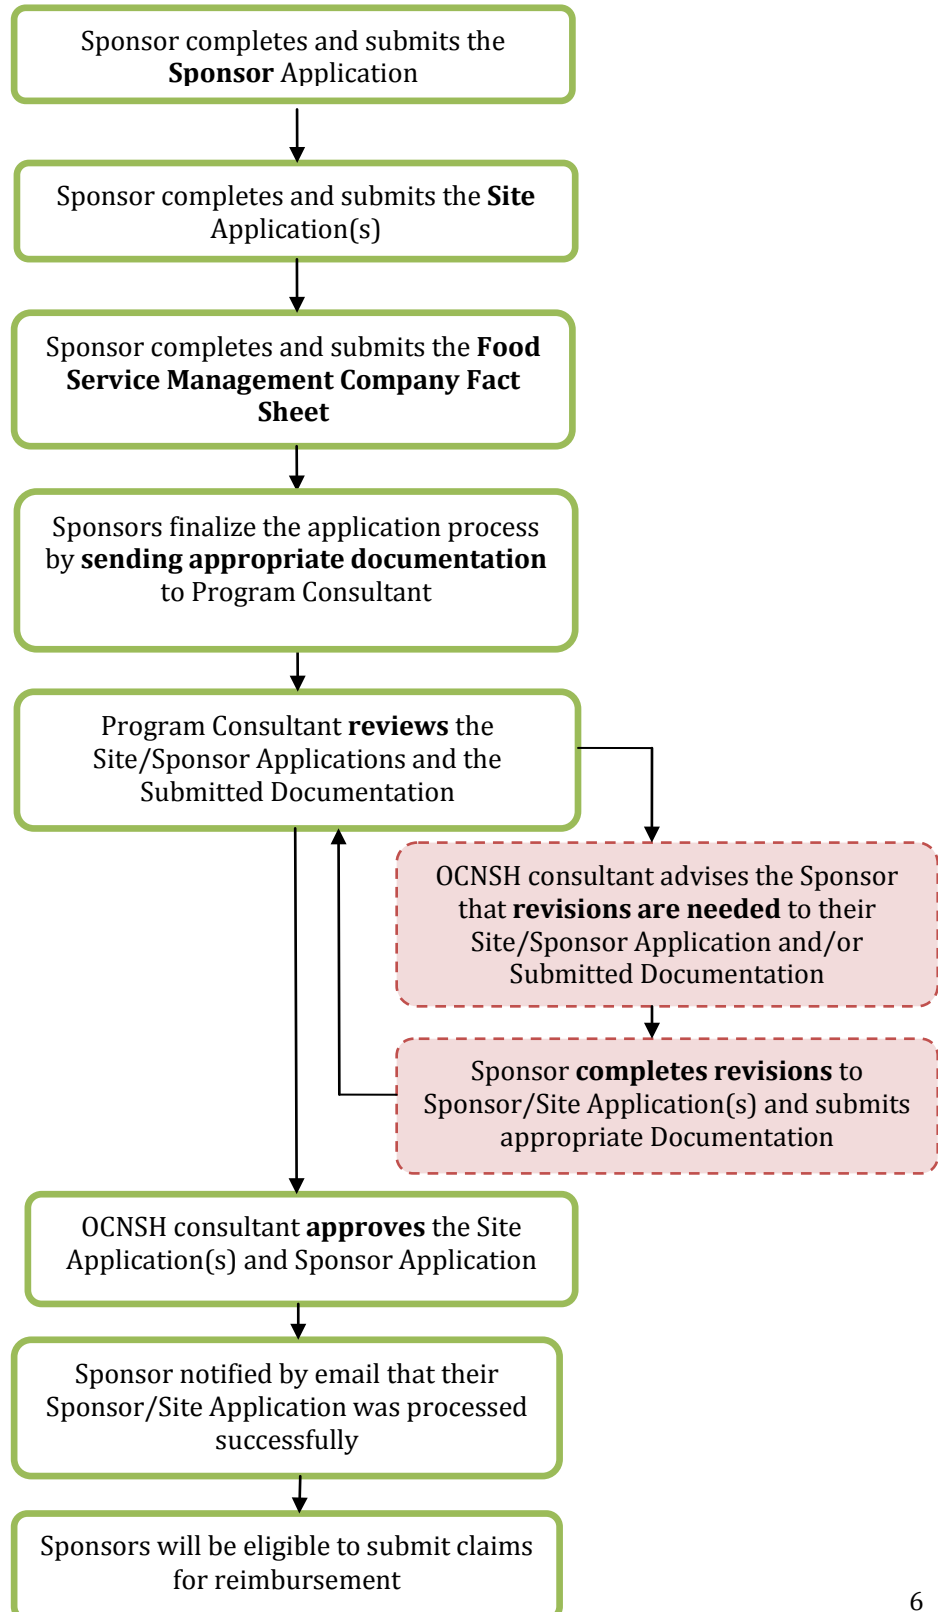 Sponsor completes and submits the
Sponsor Application
Sponsor completes and submits the Site
Application(s)
Sponsor completes and submits the Food
Service Management Company Fact
Sheet
Sponsors finalize the application process
by sending appropriate documentation
to Program Consultant
Program Consultant reviews the
Site/Sponsor Applications and the
Submitted Documentation
OCNSH consultant advises the Sponsor
that revisions are needed to their
Site/Sponsor Application and/or
Submitted Documentation
Sponsor completes revisions to
Sponsor/Site Application(s) and submits
appropriate Documentation
OCNSH consultant approves the Site
Application(s) and Sponsor Application
Sponsor notified by email that their
Sponsor/Site Application was processed
successfully
Sponsors will be eligible to submit claims
for reimbursement
6